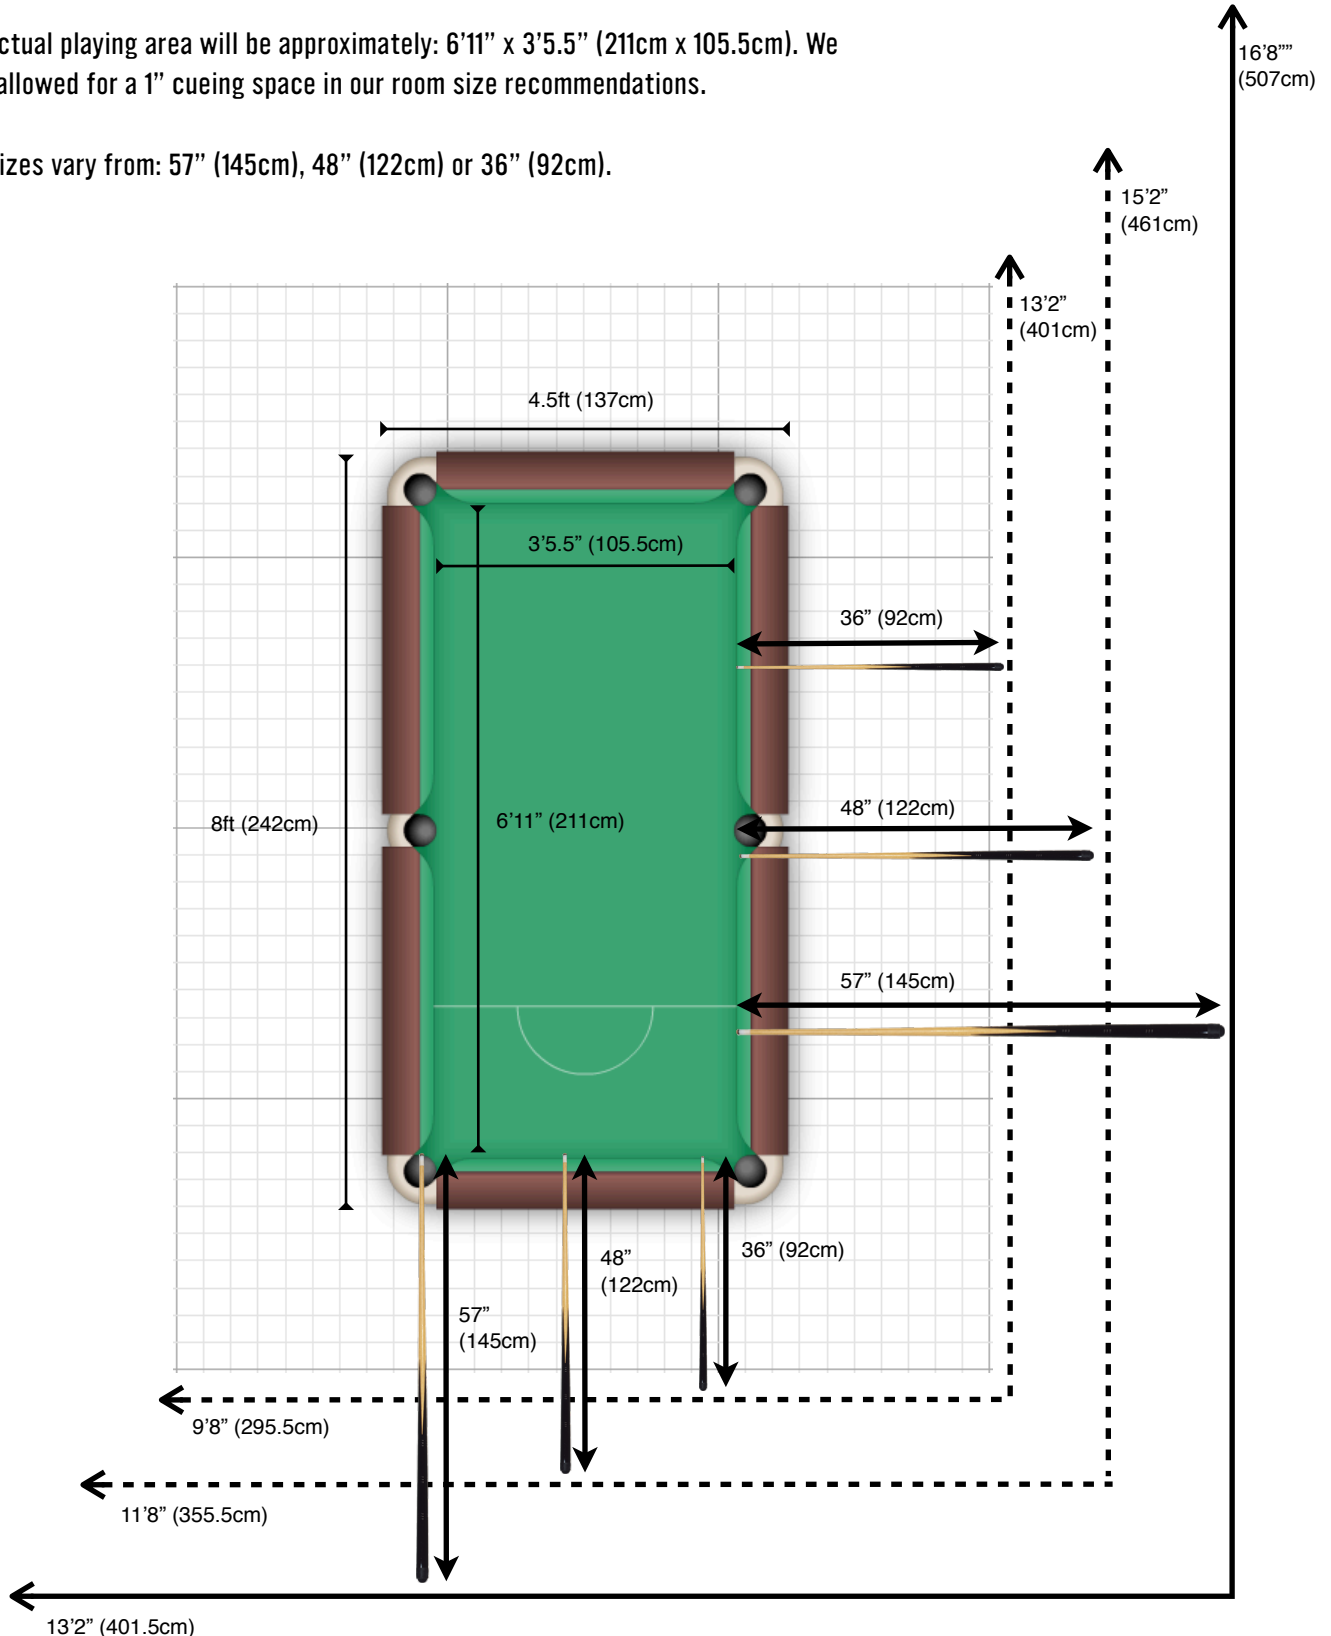 ctual playing area will be approximately: 6’11” x 3’5.5” (211cm x 105.5cm). We
allowed for a 1” cueing space in our room size recommendations.
izes vary from: 57” (145cm), 48” (122cm) or 36” (92cm).
16’8””
(507cm)
15’2”
(461cm)
13’2”
(401cm)
4.5ft (137cm)
3’5.5” (105.5cm)
36” (92cm)
48” (122cm)
8ft (242cm)
6’11” (211cm)
57” (145cm)
36” (92cm)
48”
(122cm)
57”
(145cm)
9’8” (295.5cm)
11’8” (355.5cm)
13’2” (401.5cm)